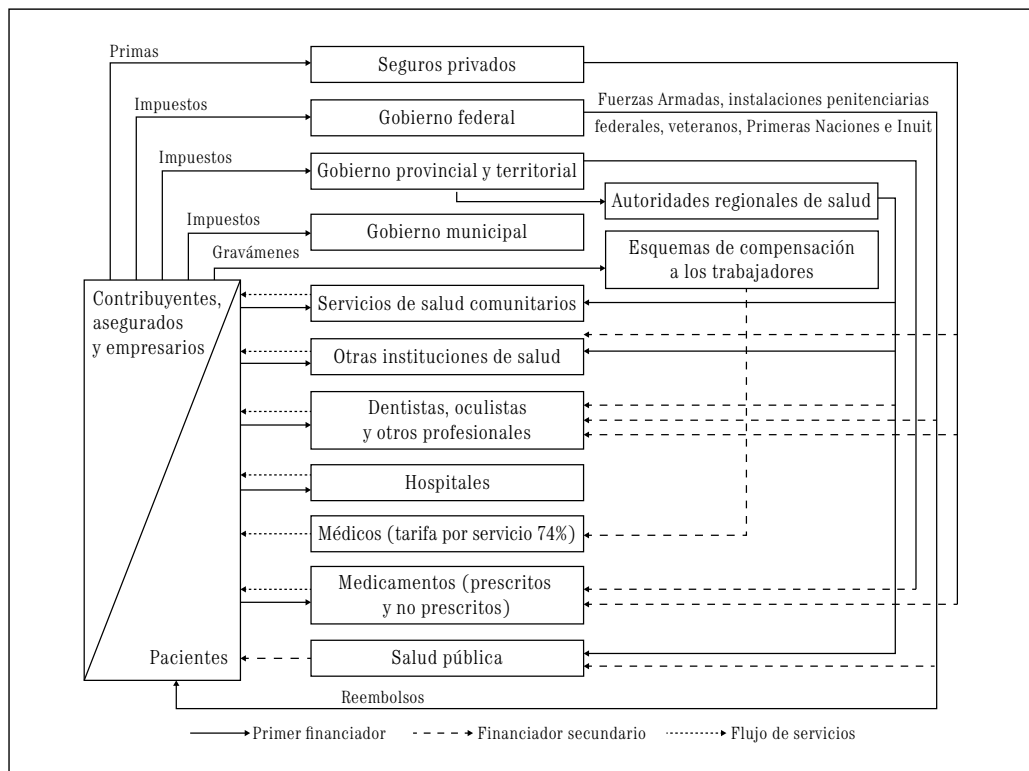 Primas
Seguros privados
Impuestos
Gobierno federal
Fuerzas Armadas, instalaciones penitenciarias
federales, veteranos, Primeras Naciones e Inuit
Impuestos
Gobierno provincial y territorial
Autoridades regionales de salud
Impuestos
Gobierno municipal
Gravámenes
Esquemas de compensación
a los trabajadores
Contribuyentes,
asegurados
y empresarios
Servicios de salud comunitarios
Otras instituciones de salud
Dentistas, oculistas
y otros profesionales
Hospitales
Médicos (tarifa por servicio 74%)
Medicamentos (prescritos
y no prescritos)
Pacientes
Salud pública
Reembolsos
Primer financiador
Financiador secundario
Flujo de servicios